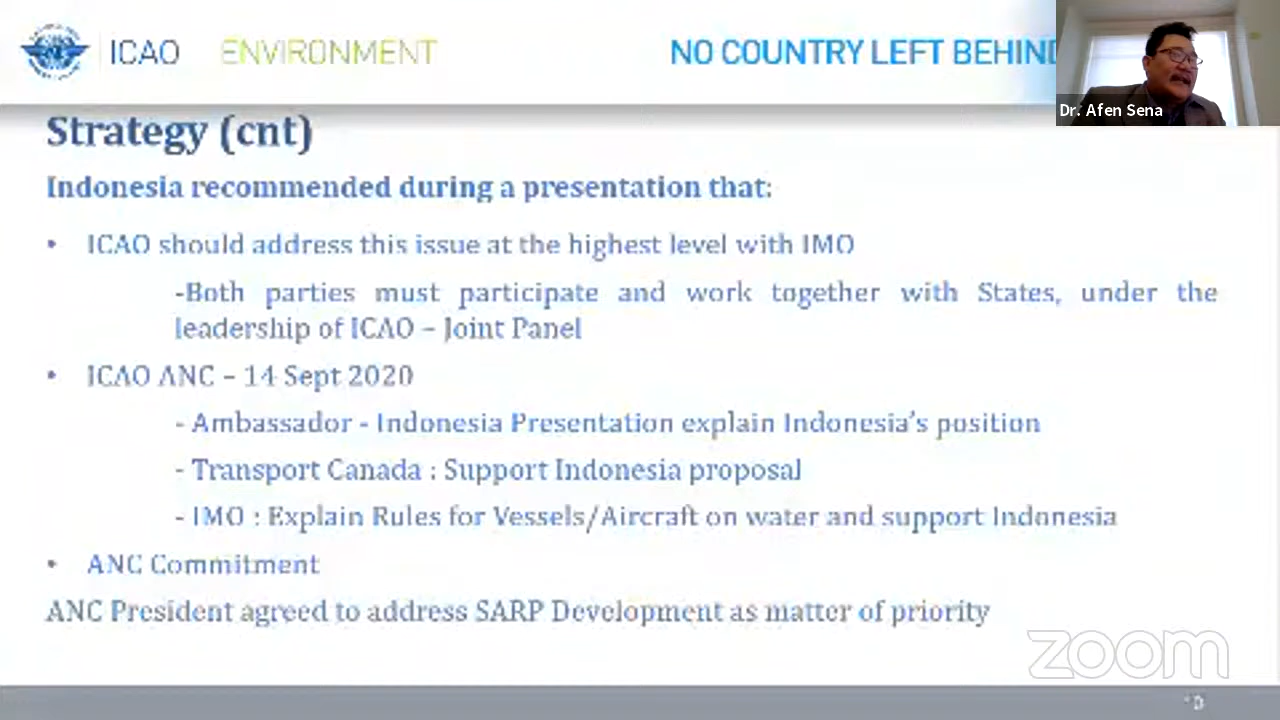 ICAO ENVIRONMENT
NO COUNTRY LEFT BEHIND
Dr. Afen Sena
Strategy (cnt)
Indonesia recommended during a presentation that:
• ICAO should address this issue at the highest level with IMO
-Both parties must participate and work together with States, under the
leadership of ICAO – Joint Panel
• ICAO ANC – 14 Sept 2020
- Ambassador - Indonesia Presentation explain Indonesia's position
- Transport Canada : Support Indonesia proposal
- IMO : Explain Rules for Vessels/Aircraft on water and support Indonesia
• ANC Commitment
ANC President agreed to address SARP Development as matter of priority
zoom